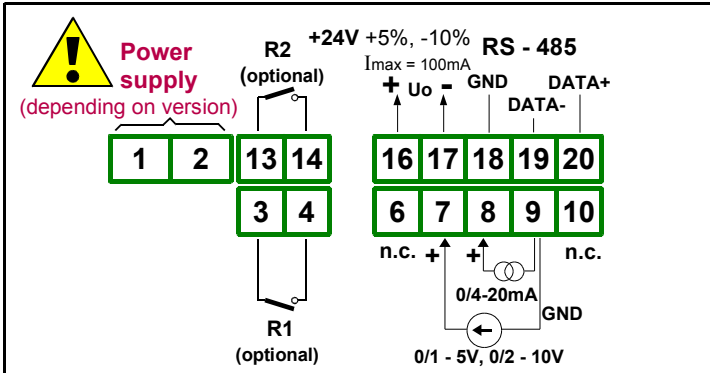 +24V +5%, -10%
Imax = 100mA
RS - 485
R2
(optional)
Power
supply
(depending on version)
+ Uo -
GND
DATA-
DATA+
1 2 13 14 16 17 18 19 20
3 4 6 7 8 9 10
n.c. + + n.c.
0/4-20mA
GND
R1
(optional)
0/1 - 5V, 0/2 - 10V
!